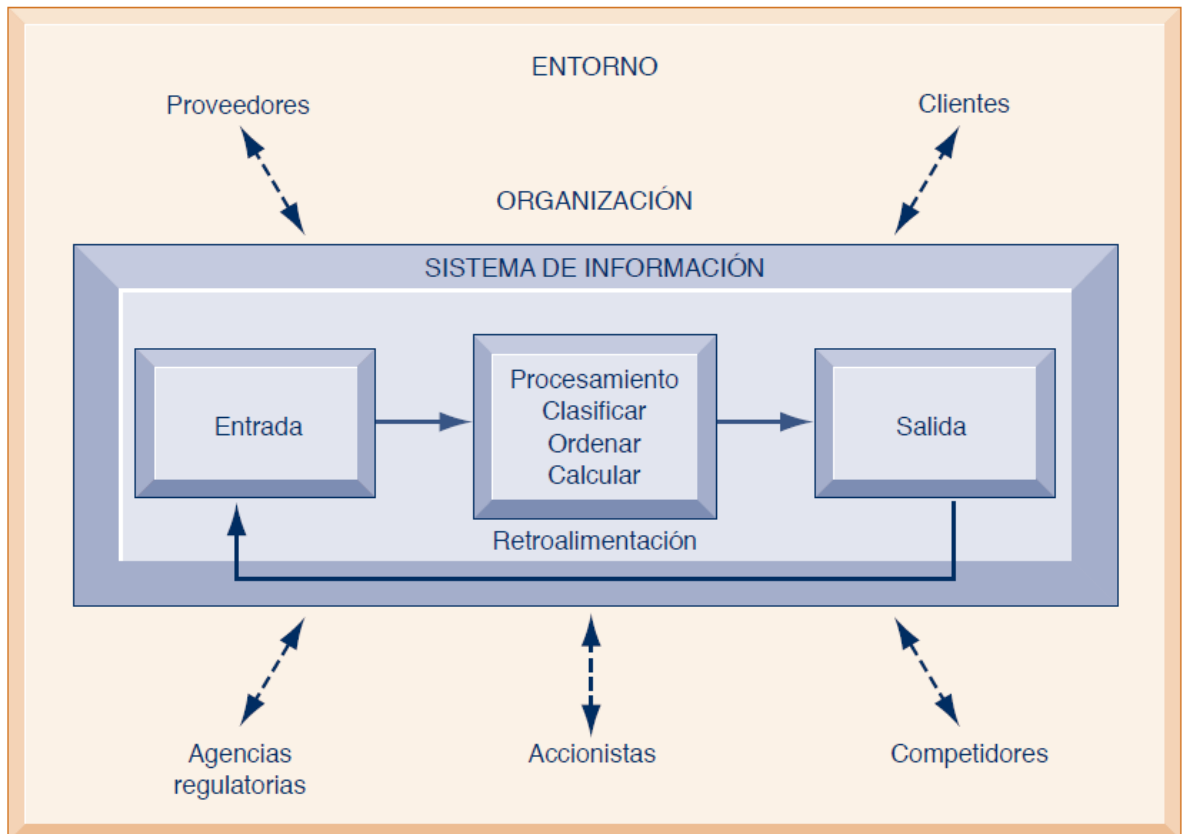 ENTORNO
Proveedores
Clientes
ORGANIZACIÓN
SISTEMA DE INFORMACIÓN
Entrada
Procesamiento
Clasificar
Ordenar
Calcular
Salida
Retroalimentación
Agencias
regulatorias
Accionistas
Competidores